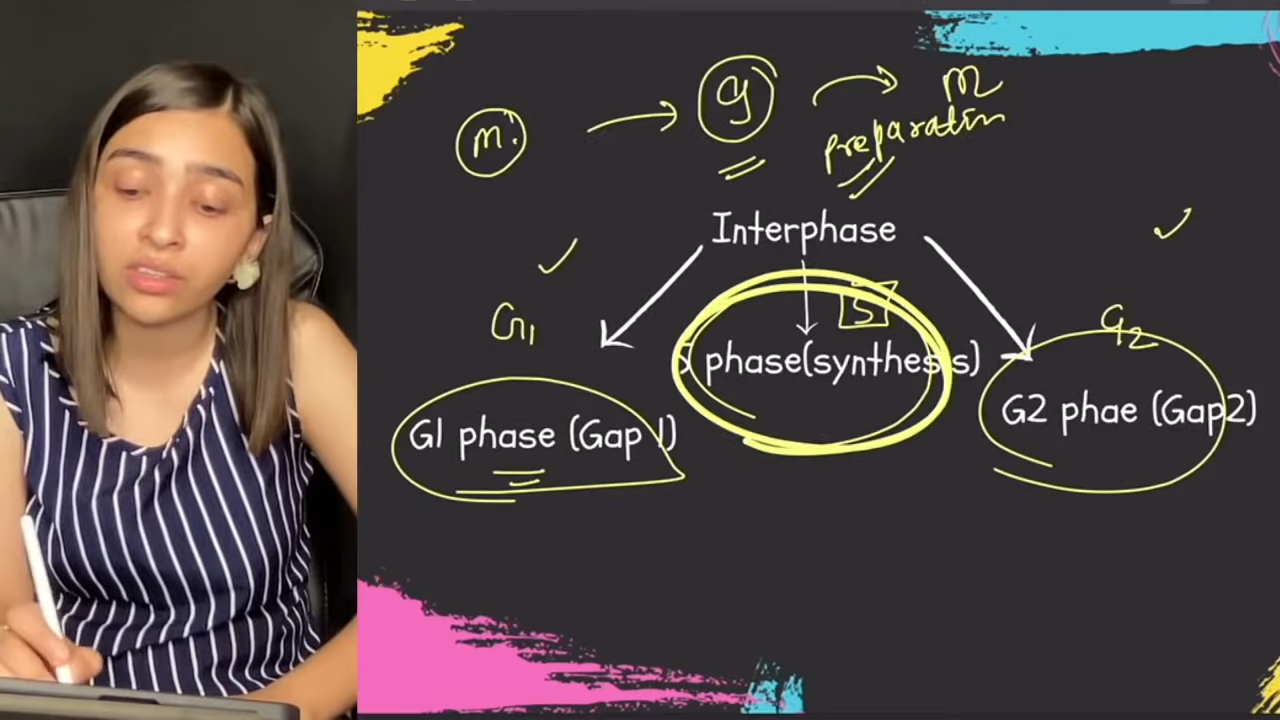 m → I → m
preparation
Interphase
G1 S G2
S phase(synthesis)
G1 phase (Gap 1)
G2 phae (Gap2)